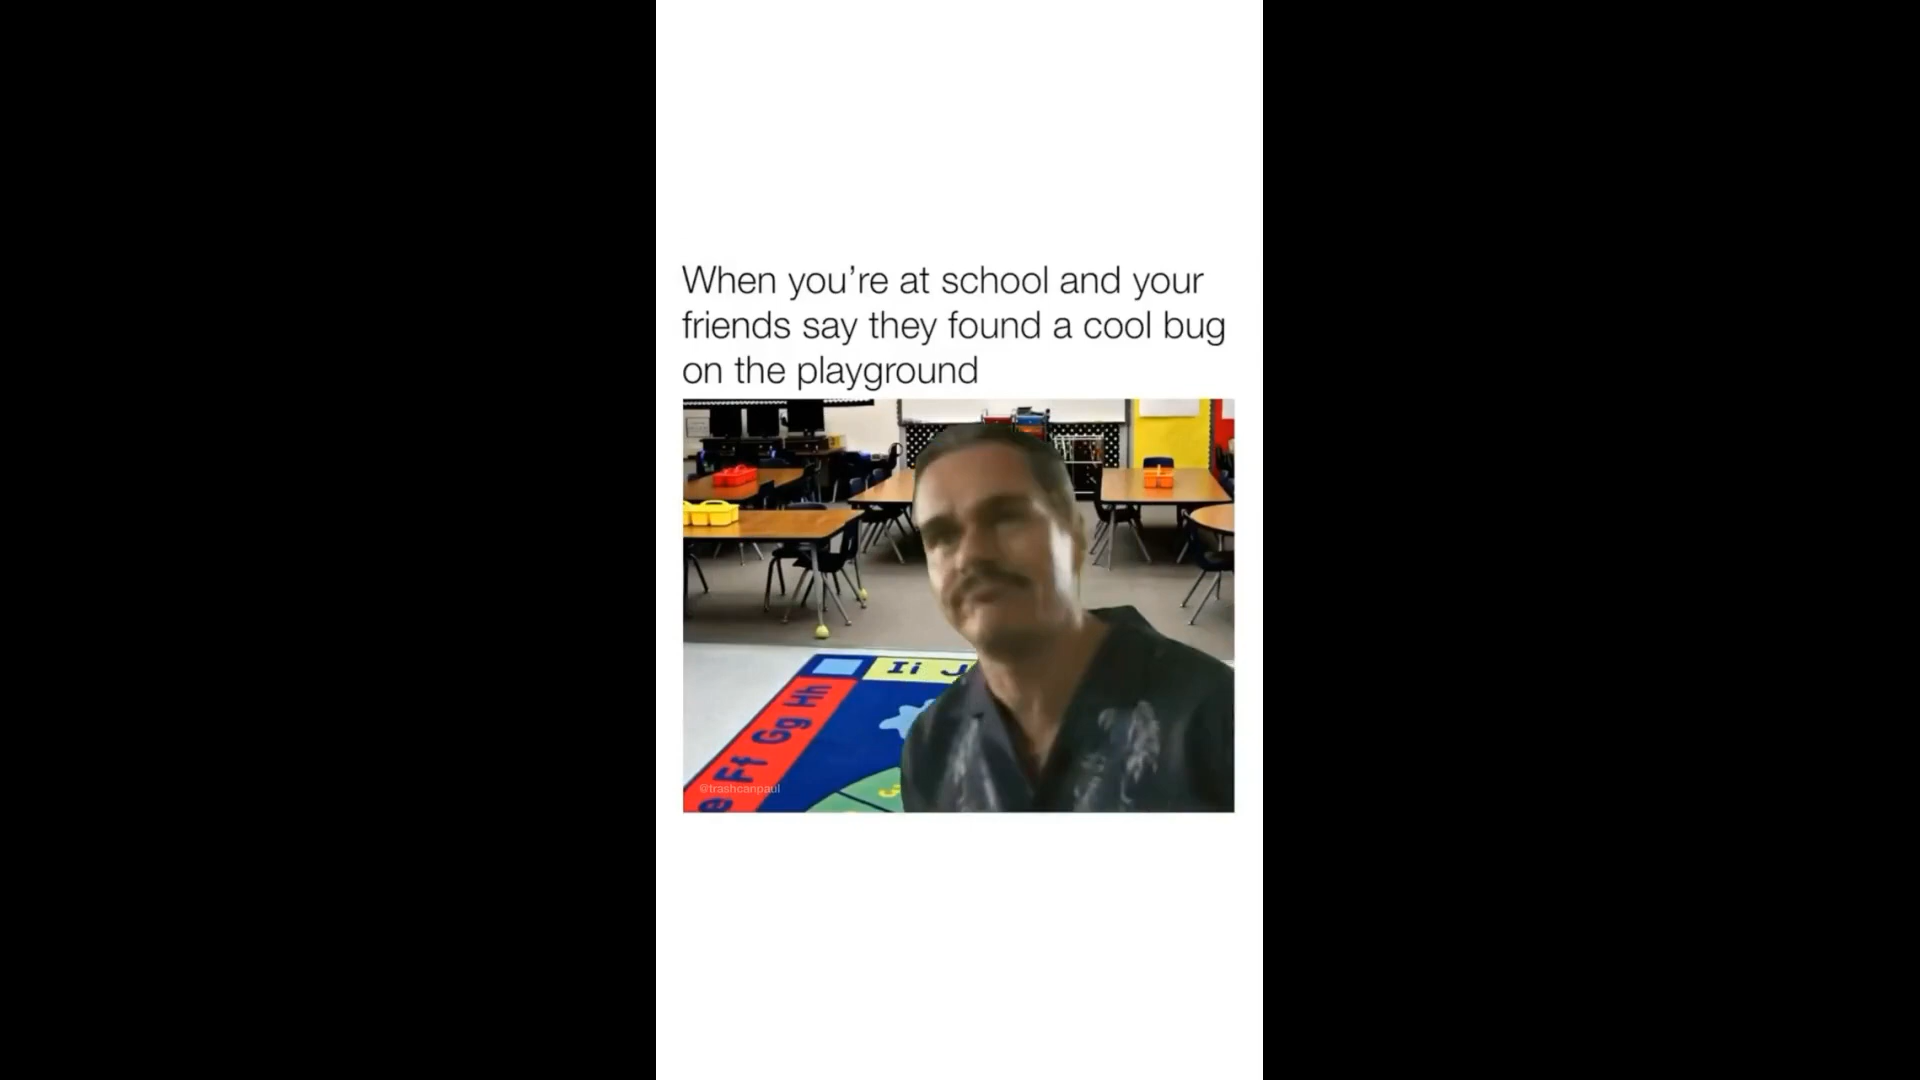 When you’re at school and your
friends say they found a cool bug
on the playground
Ii J
Hh
Gg
Ff
e
@trashcanpaul